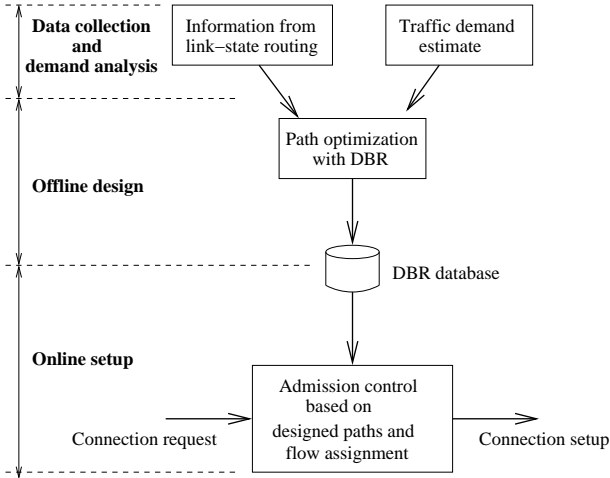 Data collection
and
demand analysis
Information from
link−state routing
Traffic demand
estimate
Path optimization
with DBR
Offline design
DBR database
Online setup
Admission control
based on
designed paths and
flow assignment
Connection request
Connection setup